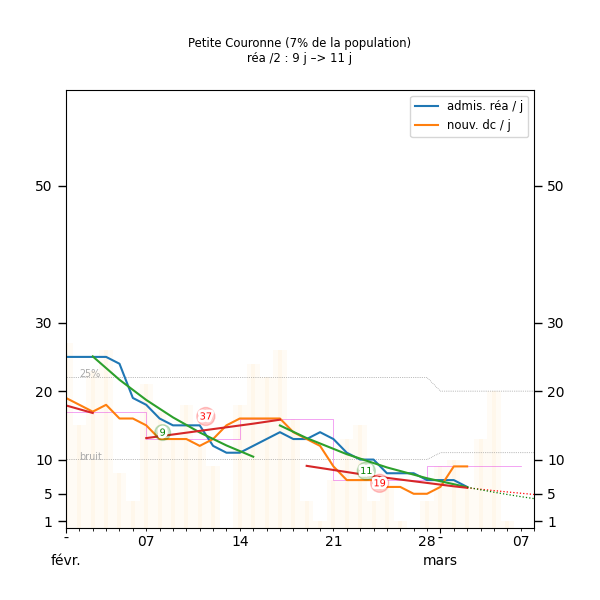 Petite Couronne (7% de la population)
réa /2 : 9 j –> 11 j
admis. réa / j
nouv. dc / j
50 50
30 30
25%
20 20
37
9
bruit
10 10
11
19
5 5
1 1
- 07 14 21 28 - 07
févr. mars